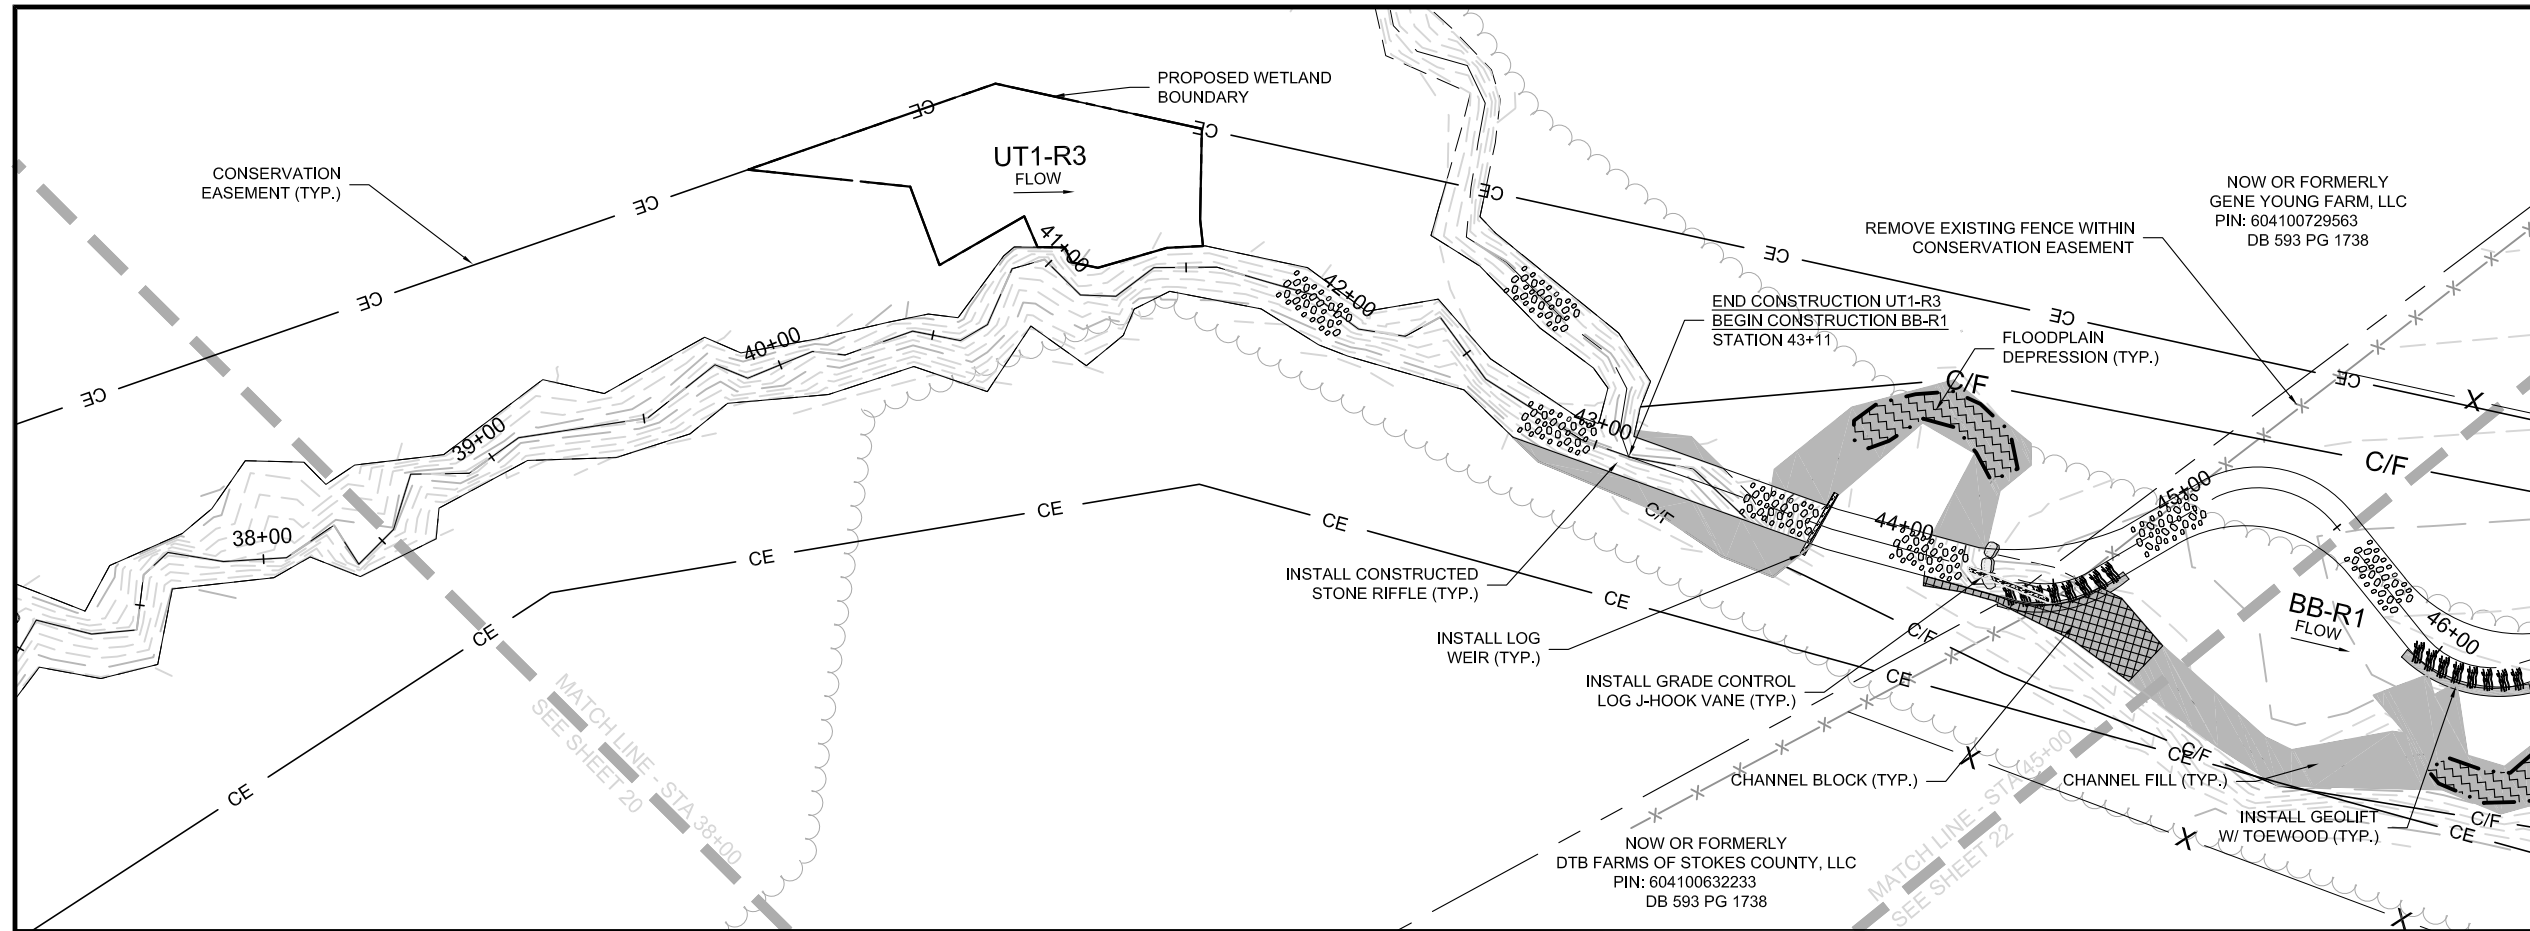 PROPOSED WETLAND
BOUNDARY
CONSERVATION
EASEMENT (TYP.)
UT1-R3
FLOW
NOW OR FORMERLY
GENE YOUNG FARM, LLC
PIN: 604100729563
DB 593 PG 1738
REMOVE EXISTING FENCE WITHIN
CONSERVATION EASEMENT
END CONSTRUCTION UT1-R3
BEGIN CONSTRUCTION BB-R1
STATION 43+11
FLOODPLAIN
DEPRESSION (TYP.)
CE
CE
CE
CE
CE
CE
CE
CE
CE
CE
C/F
C/F
X
38+00
39+00
40+00
41+00
42+00
43+00
44+00
45+00
46+00
C/F
C/F
C/F
C/F
CE
CE
CE
CE
CE
CE
CE
CE
CE
INSTALL CONSTRUCTED
STONE RIFFLE (TYP.)
INSTALL LOG
WEIR (TYP.)
INSTALL GRADE CONTROL
LOG J-HOOK VANE (TYP.)
BB-R1
FLOW
CHANNEL BLOCK (TYP.)
CHANNEL FILL (TYP.)
INSTALL GEOLIFT
W/ TOEWOOD (TYP.)
X
X
X
MATCH LINE - STA 38+00
SEE SHEET 20
MATCH LINE - STA 45+00
SEE SHEET 22
NOW OR FORMERLY
DTB FARMS OF STOKES COUNTY, LLC
PIN: 604100632233
DB 593 PG 1738